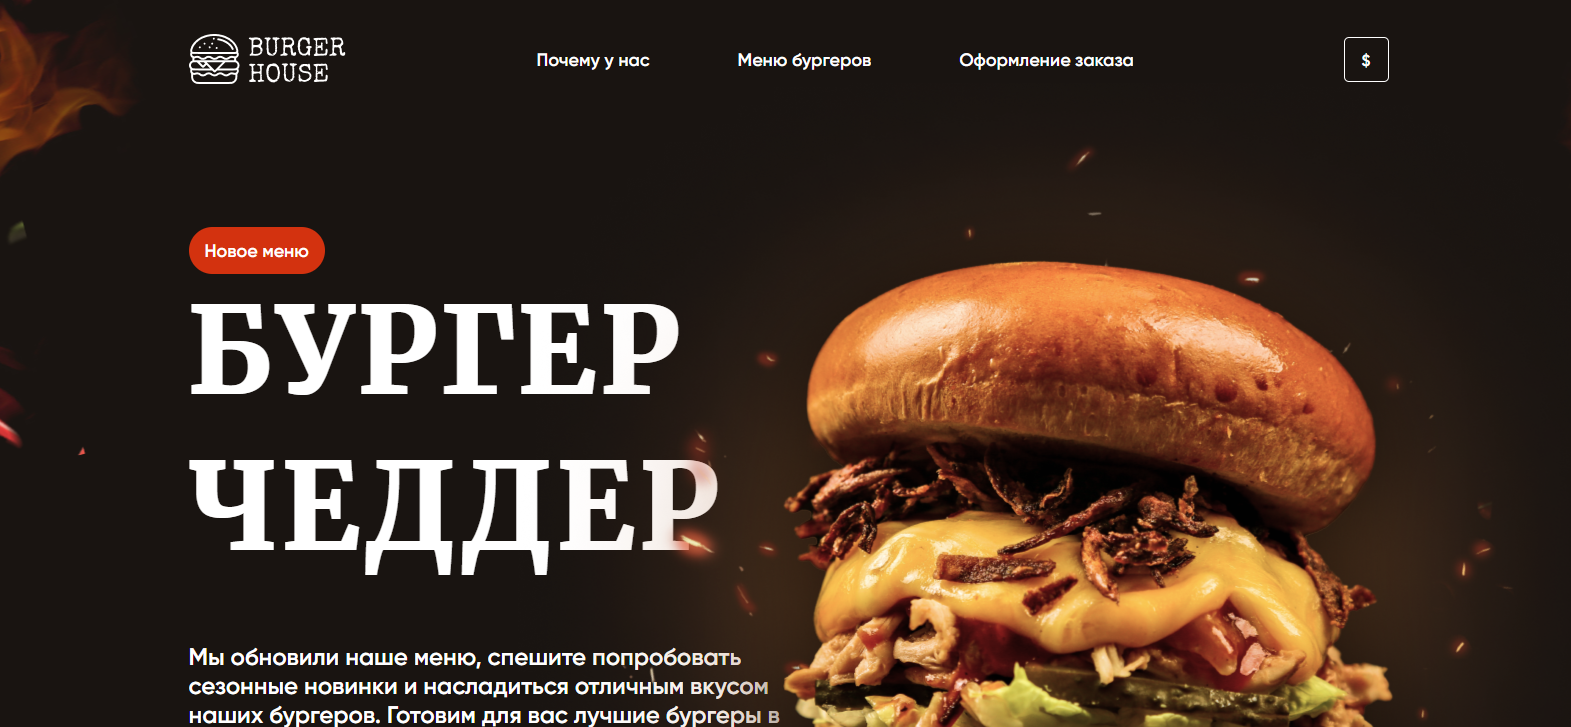 BURGER
HOUSE
Почему у нас
Меню бургеров
Оформление заказа
$
Новое меню
БУРГЕР
ЧЕДДЕР
Мы обновили наше меню, спешите попробовать
сезонные новинки и насладиться отличным вкусом
наших бургеров. Готовим для вас лучшие бургеры в